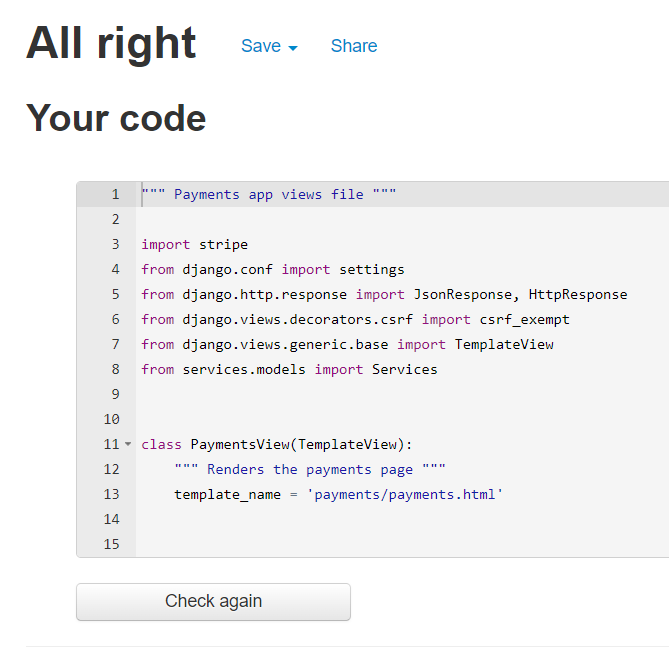 All right Save Share
Your code
1 """ Payments app views file """
2
3 import stripe
4 from django.conf import settings
5 from django.http.response import JsonResponse, HttpResponse
6 from django.views.decorators.csrf import csrf_exempt
7 from django.views.generic.base import TemplateView
8 from services.models import Services
9
10
11 class PaymentsView(TemplateView):
12     """ Renders the payments page """
13     template_name = 'payments/payments.html'
14
15
Check again